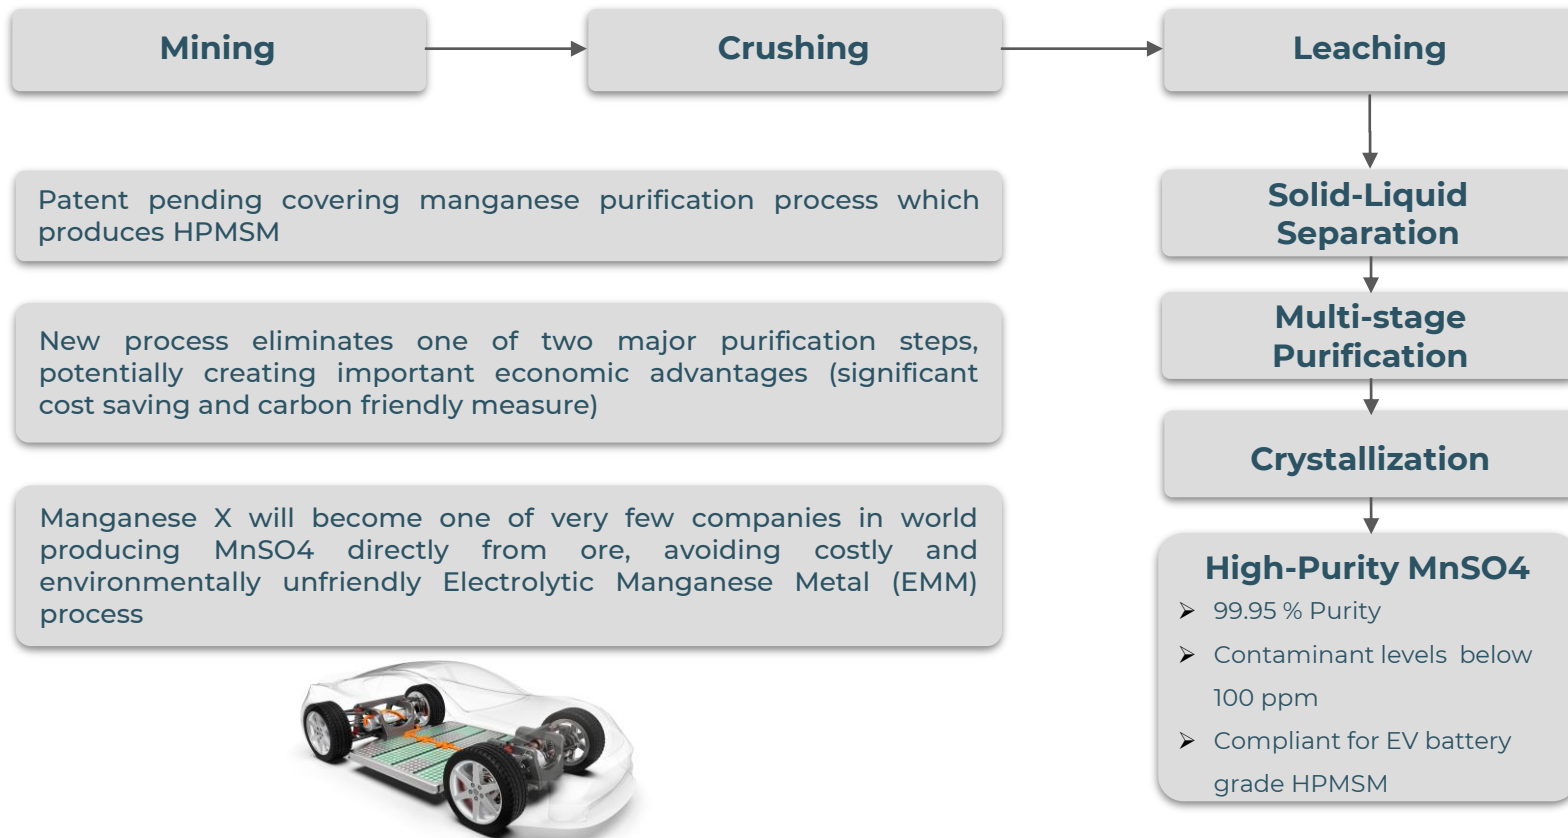 Mining
Crushing
Leaching
Patent pending covering manganese purification process which
produces HPMSM
New process eliminates one of two major purification steps,
potentially creating important economic advantages (significant
cost saving and carbon friendly measure)
Manganese X will become one of very few companies in world
producing MnSO4 directly from ore, avoiding costly and
environmentally unfriendly Electrolytic Manganese Metal (EMM)
process
Solid-Liquid
Separation
Multi-stage
Purification
Crystallization
High-Purity MnSO4
➢ 99.95 % Purity
➢ Contaminant levels below
100 ppm
➢ Compliant for EV battery
grade HPMSM